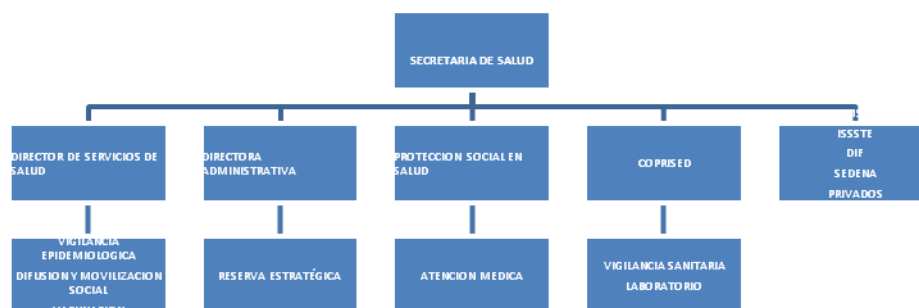 SECRETARIA DE SALUD
DIRECTOR DE SERVICIOS DE
SALUD
DIRECTORA
ADMINISTRATIVA
PROTECCION SOCIAL EN
SALUD
COPRISED
ISSSTE
DIF
SEDENA
PRIVADOS
VIGILANCIA
EPIDEMIOLOGICA
DIFUSION Y MOVILIZACION
SOCIAL
RESERVA ESTRATÉGICA
ATENCION MEDICA
VIGILANCIA SANITARIA
LABORATORIO